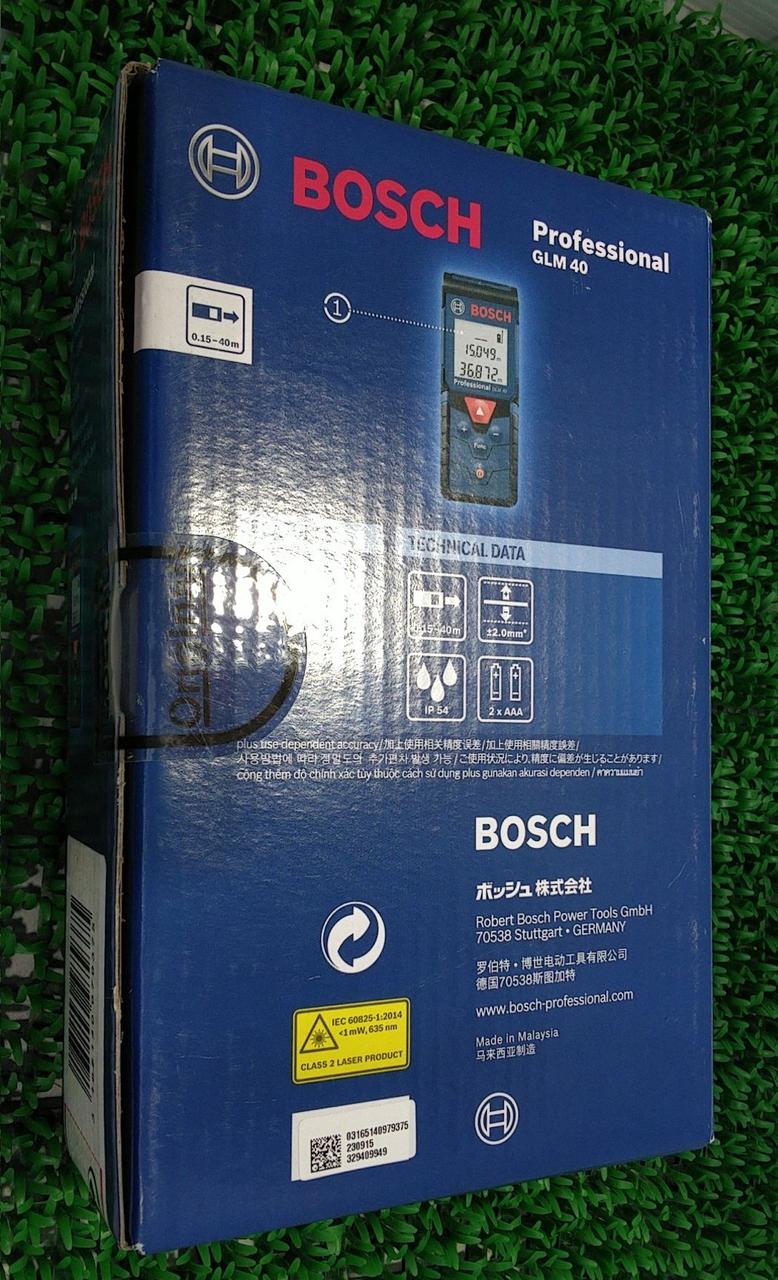 BOSCH
Professional
GLM 40
0.15-40m
1
BOSCH
15.049 m
36.872 m
Professional GLM 40
Func
TECHNICAL DATA
0.15-40m
±2.0mm*
IP 54
2 x AAA
Original
plus use dependent accuracy/加上使用相关精度误差/加上使用相關精度誤差/
사용방법에 따라 정밀도의 추가편차 발생 가능/ご使用状況により,精度に偏差が生じることがあります/
cộng thêm độ chính xác tùy thuộc cách sử dụng plus gunakan akurasi dependen /
BOSCH
ボッシュ株式会社
Robert Bosch Power Tools GmbH
70538 Stuttgart • GERMANY
罗伯特・博世电动工具有限公司
德国70538斯图加特
www.bosch-professional.com
Made in Malaysia
马来西亚制造
IEC 60825-1:2014
<1mW, 635 nm
CLASS 2 LASER PRODUCT
03165140979375
230915
329409949